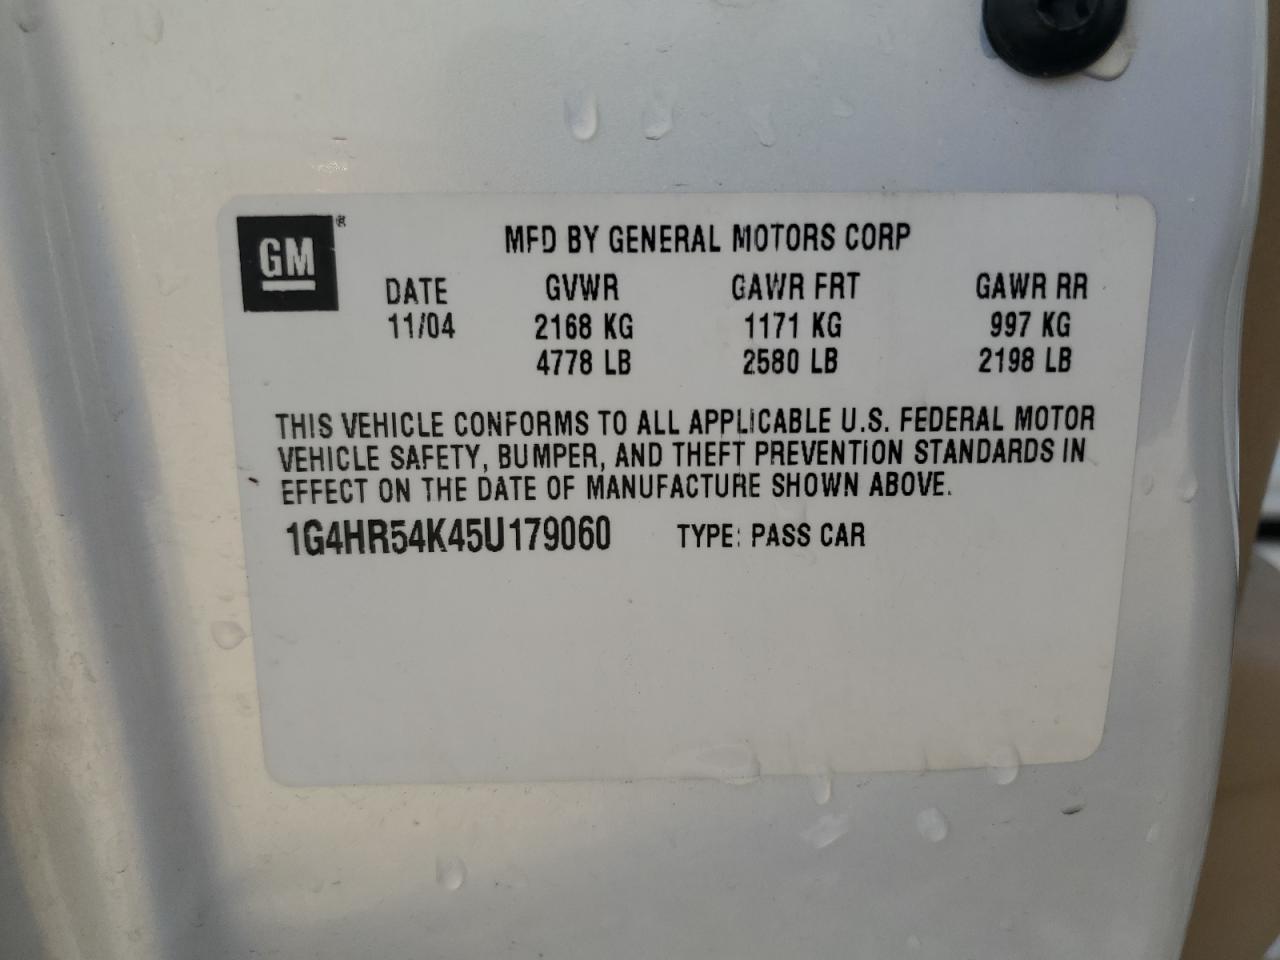 GM®
MFD BY GENERAL MOTORS CORP
DATE GVWR GAWR FRT GAWR RR
11/04 2168 KG 1171 KG 997 KG
4778 LB 2580 LB 2198 LB
THIS VEHICLE CONFORMS TO ALL APPLICABLE U.S. FEDERAL MOTOR
VEHICLE SAFETY, BUMPER, AND THEFT PREVENTION STANDARDS IN
EFFECT ON THE DATE OF MANUFACTURE SHOWN ABOVE.
1G4HR54K45U179060 TYPE: PASS CAR